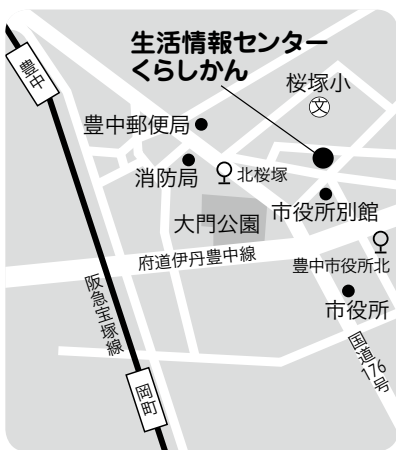 生活情報センター
くらしかん
豊中
桜塚小
文
豊中郵便局
消防局
北桜塚
市役所別館
大門公園
府道伊丹豊中線
豊中市役所北
阪急宝塚線
市役所
国道176号
岡町